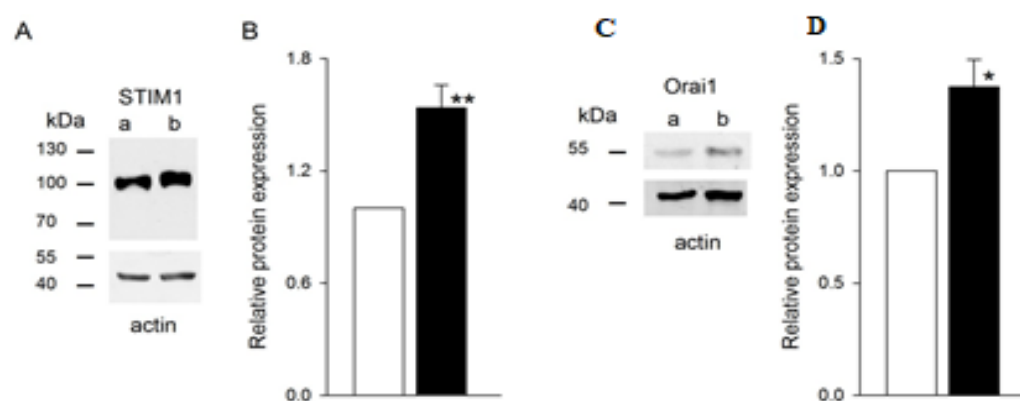 A
STIM1
kDa
a b
130
100
70
55
40
actin
B
Relative protein expression
1.8
1.2
0.6
0.0
**
C
Orai1
kDa
a b
55
40
actin
D
Relative protein expression
1.5
1.0
0.5
0.0
*